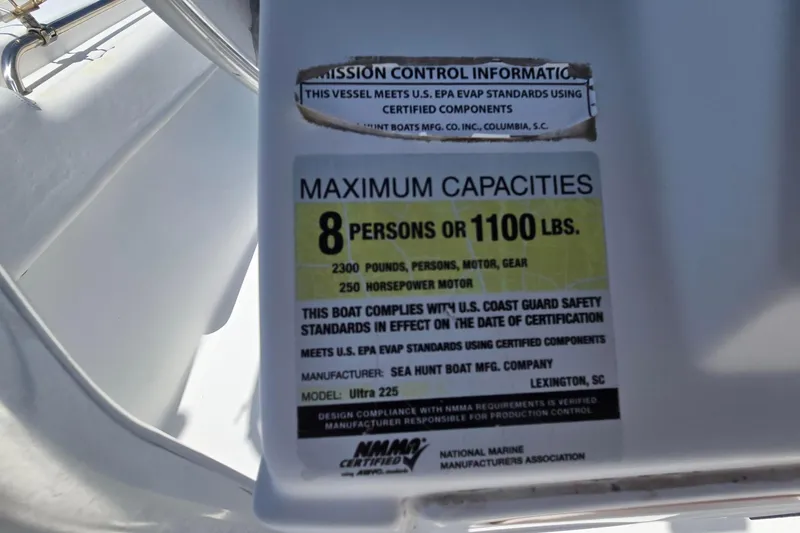 MISSION CONTROL INFORMATIO
THIS VESSEL MEETS U.S. EPA EVAP STANDARDS USING
CERTIFIED COMPONENTS
HUNT BOATS MFG. CO. INC., COLUMBIA, S.C.
MAXIMUM CAPACITIES
8 PERSONS OR 1100 LBS.
2300 POUNDS, PERSONS, MOTOR, GEAR
250 HORSEPOWER MOTOR
THIS BOAT COMPLIES WITH U.S. COAST GUARD SAFETY
STANDARDS IN EFFECT ON THE DATE OF CERTIFICATION
MEETS U.S. EPA EVAP STANDARDS USING CERTIFIED COMPONENTS
MANUFACTURER: SEA HUNT BOAT MFG. COMPANY
LEXINGTON, SC
MODEL: Ultra 225
DESIGN COMPLIANCE WITH NMMA REQUIREMENTS IS VERIFIED.
MANUFACTURER RESPONSIBLE FOR PRODUCTION CONTROL
NMMA
CERTIFIED
using ABYC standards
NATIONAL MARINE
MANUFACTURERS ASSOCIATION